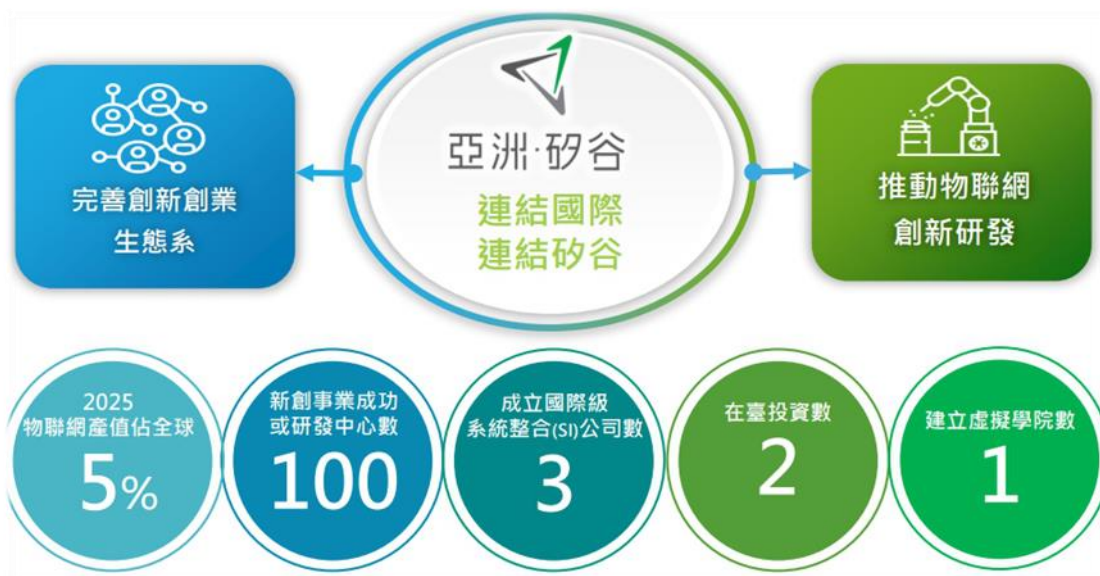 亞洲·矽谷
連結國際
連結矽谷
完善創新創業
生態系
推動物聯網
創新研發
2025
物聯網產值佔全球
5%
新創事業成功
或研發中心數
100
成立國際級
系統整合(SI)公司數
3
在臺投資數
2
建立虛擬學院數
1